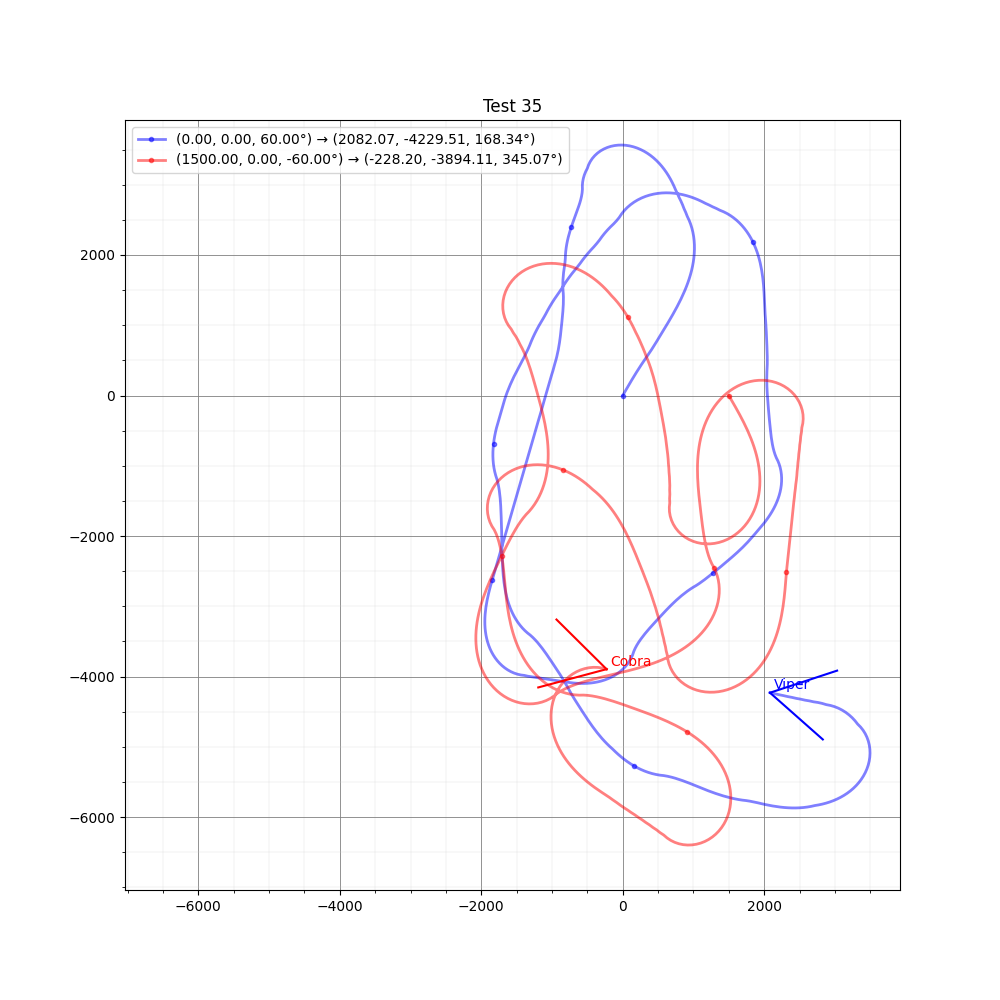 Test 35
(0.00, 0.00, 60.00°) → (2082.07, -4229.51, 168.34°)
(1500.00, 0.00, -60.00°) → (-228.20, -3894.11, 345.07°)
2000
0
−2000
−4000
−6000
Cobra
Viper
−6000 −4000 −2000 0 2000